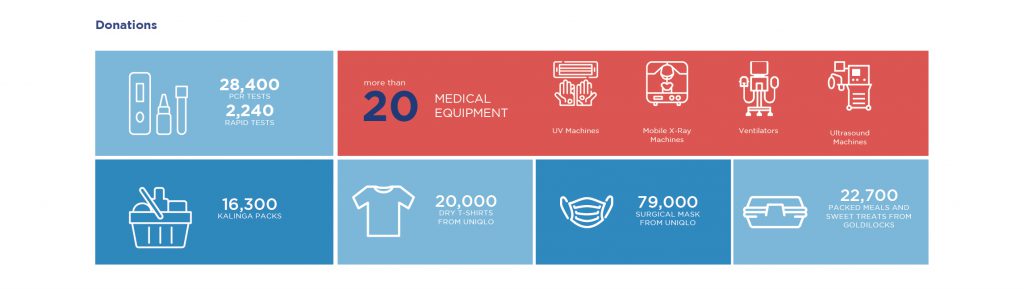 Donations
28,400
PCR TESTS
2,240
RAPID TESTS
more than
20
MEDICAL
EQUIPMENT
UV Machines
Mobile X-Ray
Machines
Ventilators
Ultrasound
Machines
16,300
KALINGA PACKS
20,000
DRY T-SHIRTS
FROM UNIQLO
79,000
SURGICAL MASK
FROM UNIQLO
22,700
PACKED MEALS AND
SWEET TREATS FROM
GOLDILOCKS